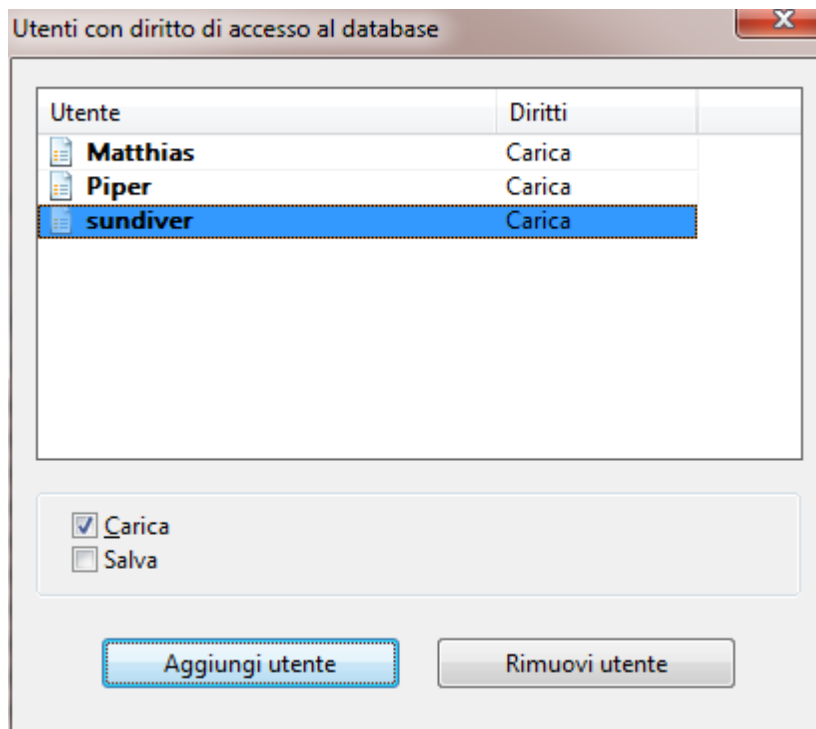 Utenti con diritto di accesso al database
Utente Diritti
Matthias Carica
Piper Carica
sundiver Carica
Carica
Salva
Aggiungi utente Rimuovi utente